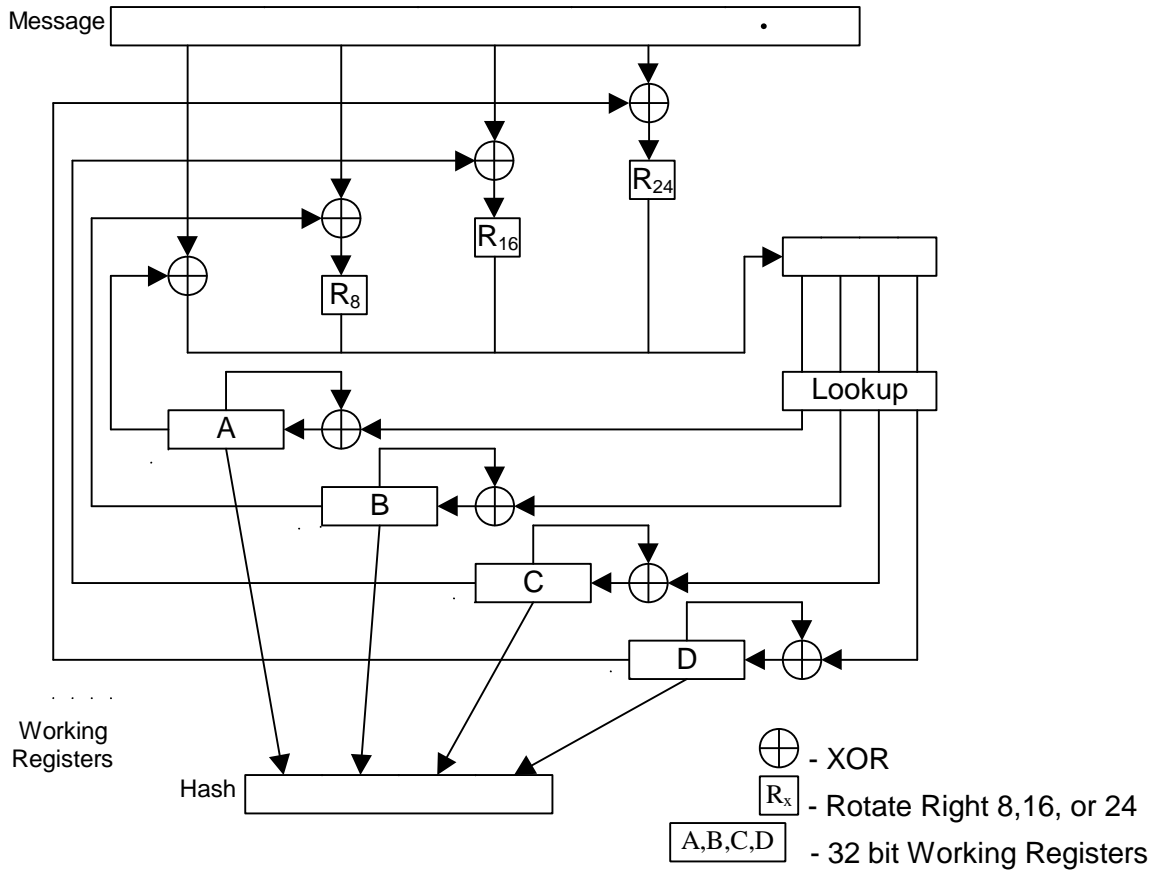 Message
R₂₄
R₁₆
R₈
Lookup
A
B
C
D
Working
Registers
Hash
- XOR
Rₓ - Rotate Right 8,16, or 24
A,B,C,D - 32 bit Working Registers